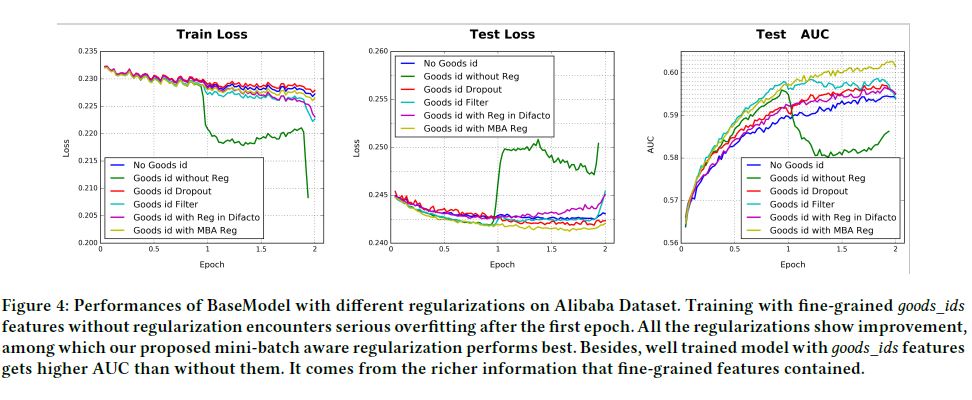 Train Loss
0.235
0.230
0.225
0.220
0.215
0.210
0.205
0.200
Loss
No Goods id
Goods id without Reg
Goods id Dropout
Goods id Filter
Goods id with Reg in Difacto
Goods id with MBA Reg
0 0.5 1 1.5 2
Epoch
Test Loss
0.260
0.255
0.250
0.245
0.240
Loss
No Goods id
Goods id without Reg
Goods id Dropout
Goods id Filter
Goods id with Reg in Difacto
Goods id with MBA Reg
0 0.5 1 1.5 2
Epoch
Test AUC
0.60
0.59
0.58
0.57
0.56
AUC
No Goods id
Goods id without Reg
Goods id Dropout
Goods id Filter
Goods id with Reg in Difacto
Goods id with MBA Reg
0 0.5 1 1.5 2
Epoch
Figure 4: Performances of BaseModel with different regularizations on Alibaba Dataset. Training with fine-grained goods_ids
features without regularization encounters serious overfitting after the first epoch. All the regularizations show improvement,
among which our proposed mini-batch aware regularization performs best. Besides, well trained model with goods_ids features
gets higher AUC than without them. It comes from the richer information that fine-grained features contained.